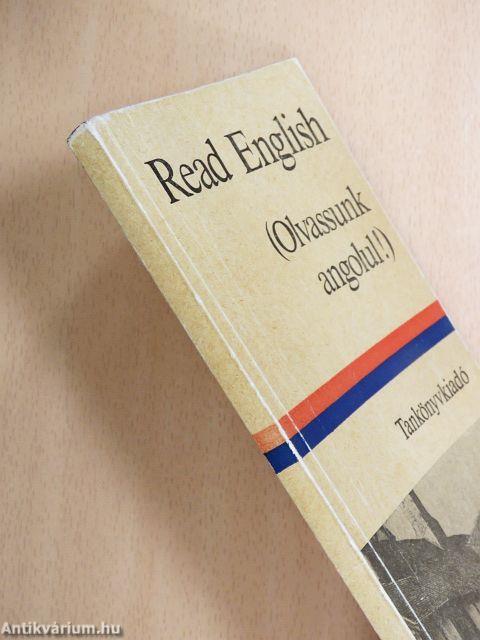 Read English
(Olvassunk
angolul!)
Tankönyvkiadó
Antikvárium.hu